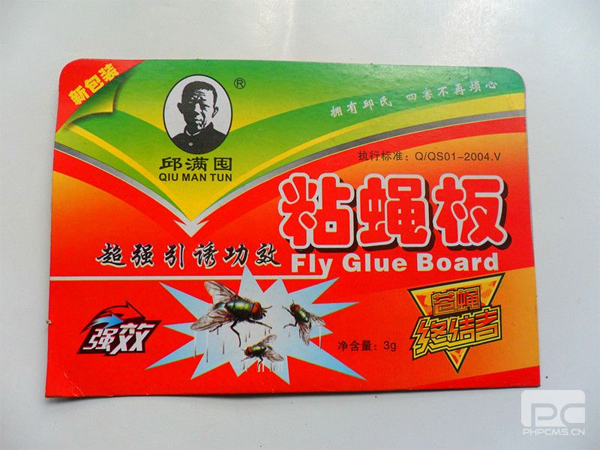 新包装
®
邱满囤
QIU MAN TUN
拥有邱氏 四害不再烦心
执行标准：Q/QS01-2004.V
粘蝇板
超强引诱功效
Fly Glue Board
强效
苍蝇
终结者
净含量：3g
PC
PHPCMS.CN